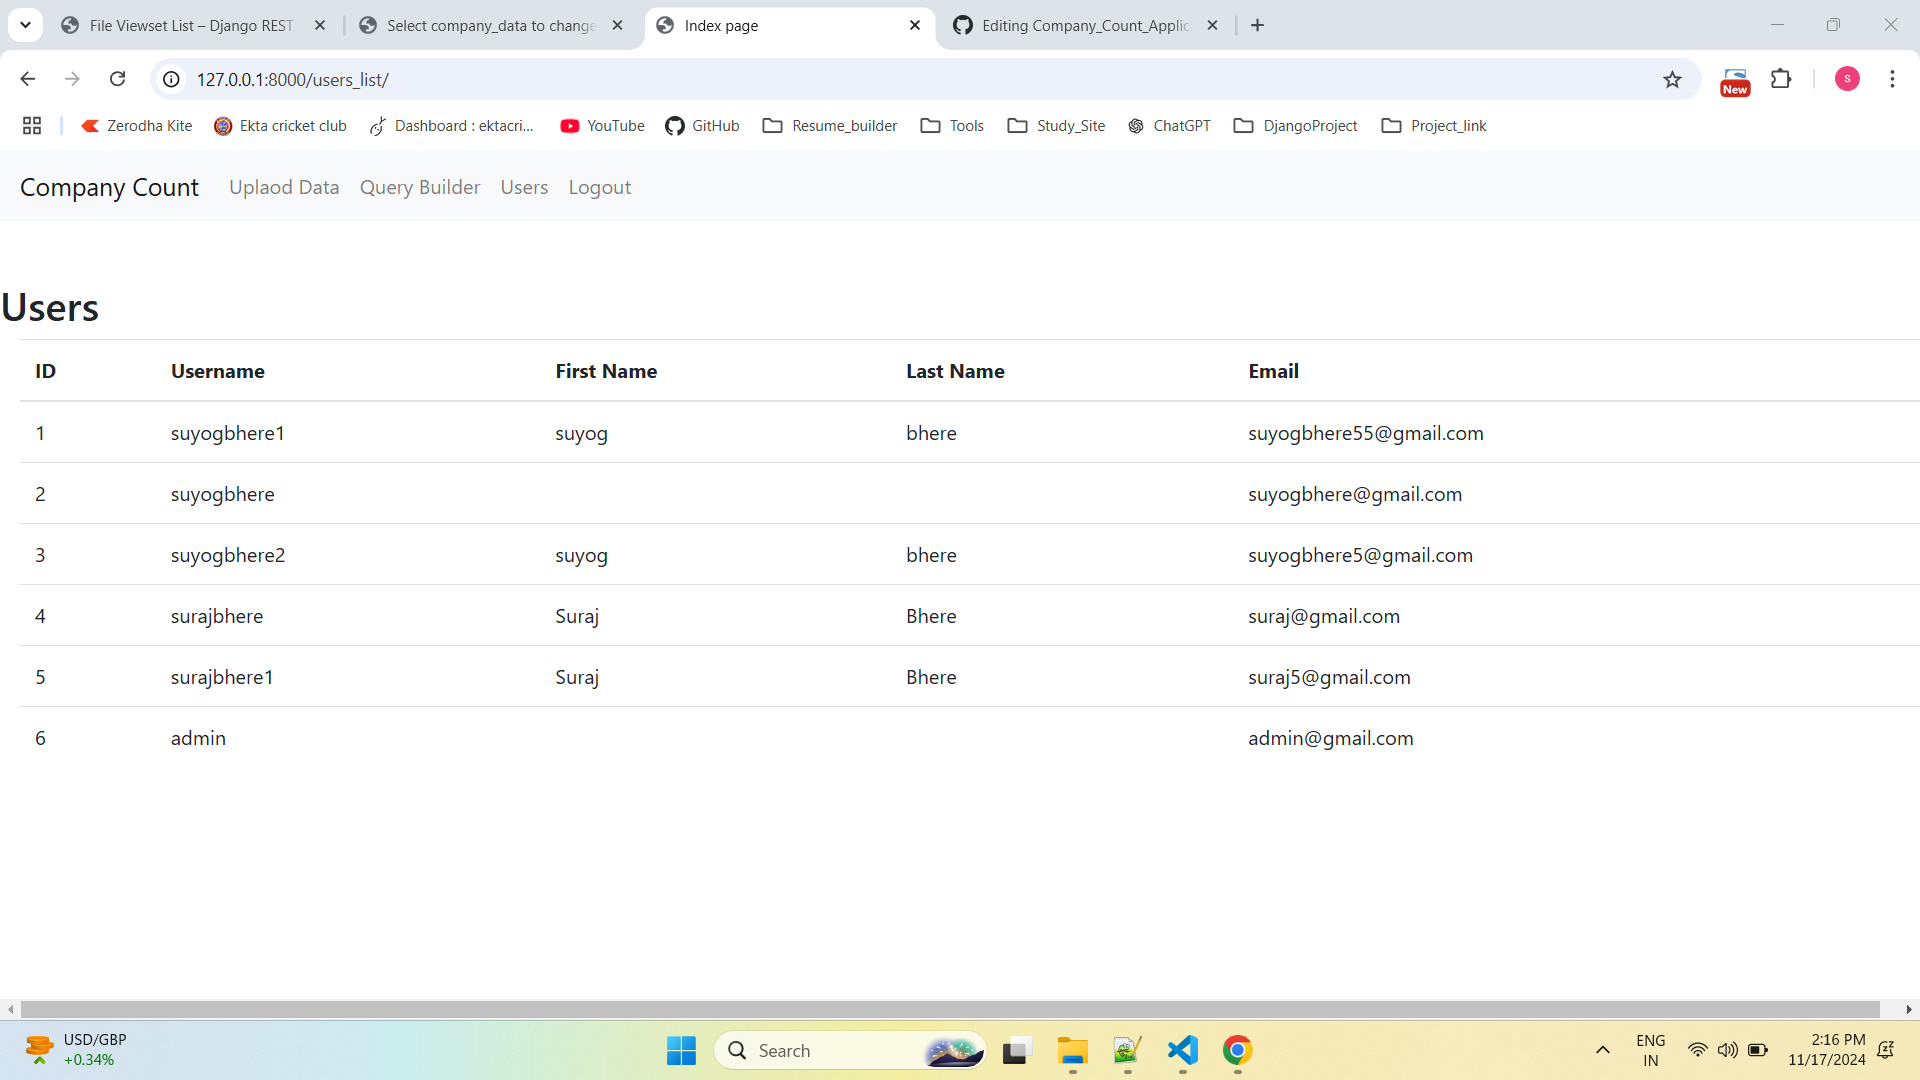 File Viewset List – Django REST
Select company_data to change
Index page
Editing Company_Count_Applic
127.0.0.1:8000/users_list/
New
S
Zerodha Kite
Ekta cricket club
Dashboard : ektacri...
YouTube
GitHub
Resume_builder
Tools
Study_Site
ChatGPT
DjangoProject
Project_link
Company Count Uplaod Data Query Builder Users Logout
Users
ID Username First Name Last Name Email
1 suyogbhere1 suyog bhere suyogbhere55@gmail.com
2 suyogbhere suyogbhere@gmail.com
3 suyogbhere2 suyog bhere suyogbhere5@gmail.com
4 surajbhere Suraj Bhere suraj@gmail.com
5 surajbhere1 Suraj Bhere suraj5@gmail.com
6 admin admin@gmail.com
USD/GBP
+0.34%
Search
ENG
IN
2:16 PM
11/17/2024